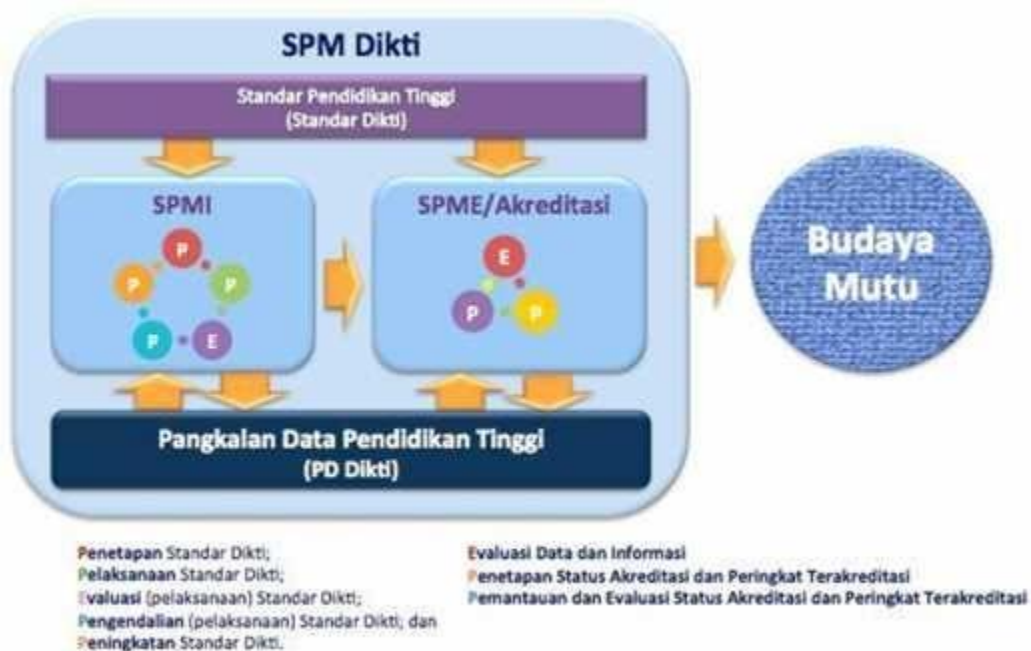 SPM Dikti
Standar Pendidikan Tinggi
(Standar Dikti)
SPMI
P
P
P
P
E
SPME/Akreditasi
E
P
P
Budaya
Mutu
Pangkalan Data Pendidikan Tinggi
(PD Dikti)
Penetapan Standar Dikti;
Pelaksanaan Standar Dikti;
Evaluasi (pelaksanaan) Standar Dikti;
Pengendalian (pelaksanaan) Standar Dikti; dan
Peningkatan Standar Dikti.
Evaluasi Data dan Informasi
Penetapan Status Akreditasi dan Peringkat Terakreditasi
Pemantauan dan Evaluasi Status Akreditasi dan Peringkat Terakreditasi